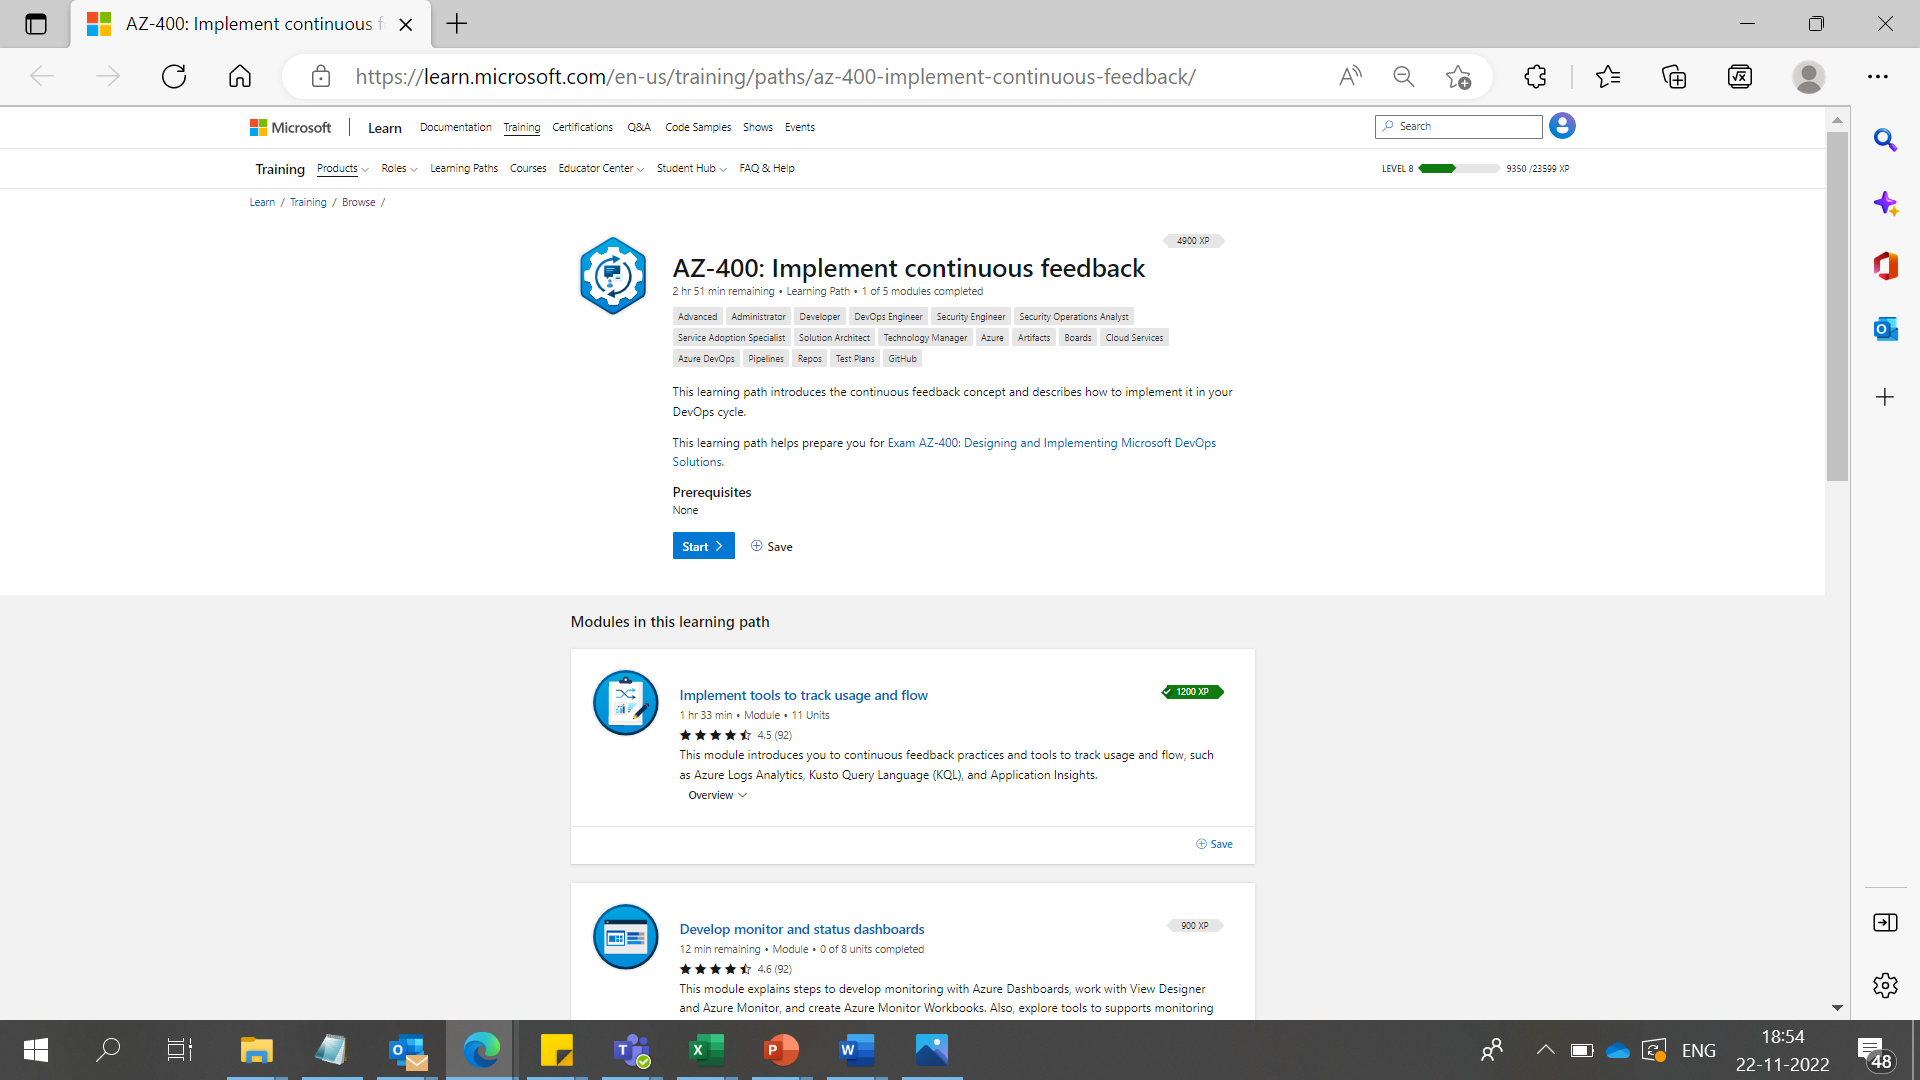 AZ-400: Implement continuous f
https://learn.microsoft.com/en-us/training/paths/az-400-implement-continuous-feedback/
Microsoft Learn Documentation Training Certifications Q&A Code Samples Shows Events Search
Training Products Roles Learning Paths Courses Educator Center Student Hub FAQ & Help LEVEL 8 9350 /23599 XP
Learn / Training / Browse /
4900 XP
AZ-400: Implement continuous feedback
2 hr 51 min remaining • Learning Path • 1 of 5 modules completed
Advanced Administrator Developer DevOps Engineer Security Engineer Security Operations Analyst
Service Adoption Specialist Solution Architect Technology Manager Azure Artifacts Boards Cloud Services
Azure DevOps Pipelines Repos Test Plans GitHub
This learning path introduces the continuous feedback concept and describes how to implement it in your
DevOps cycle.
This learning path helps prepare you for Exam AZ-400: Designing and Implementing Microsoft DevOps
Solutions.
Prerequisites
None
Start Save
Modules in this learning path
Implement tools to track usage and flow 1200 XP
1 hr 33 min • Module • 11 Units
4.5 (92)
This module introduces you to continuous feedback practices and tools to track usage and flow, such
as Azure Logs Analytics, Kusto Query Language (KQL), and Application Insights.
Overview
Save
Develop monitor and status dashboards 900 XP
12 min remaining • Module • 0 of 8 units completed
4.6 (92)
This module explains steps to develop monitoring with Azure Dashboards, work with View Designer
and Azure Monitor, and create Azure Monitor Workbooks. Also, explore tools to supports monitoring
ENG
18:54
22-11-2022
48